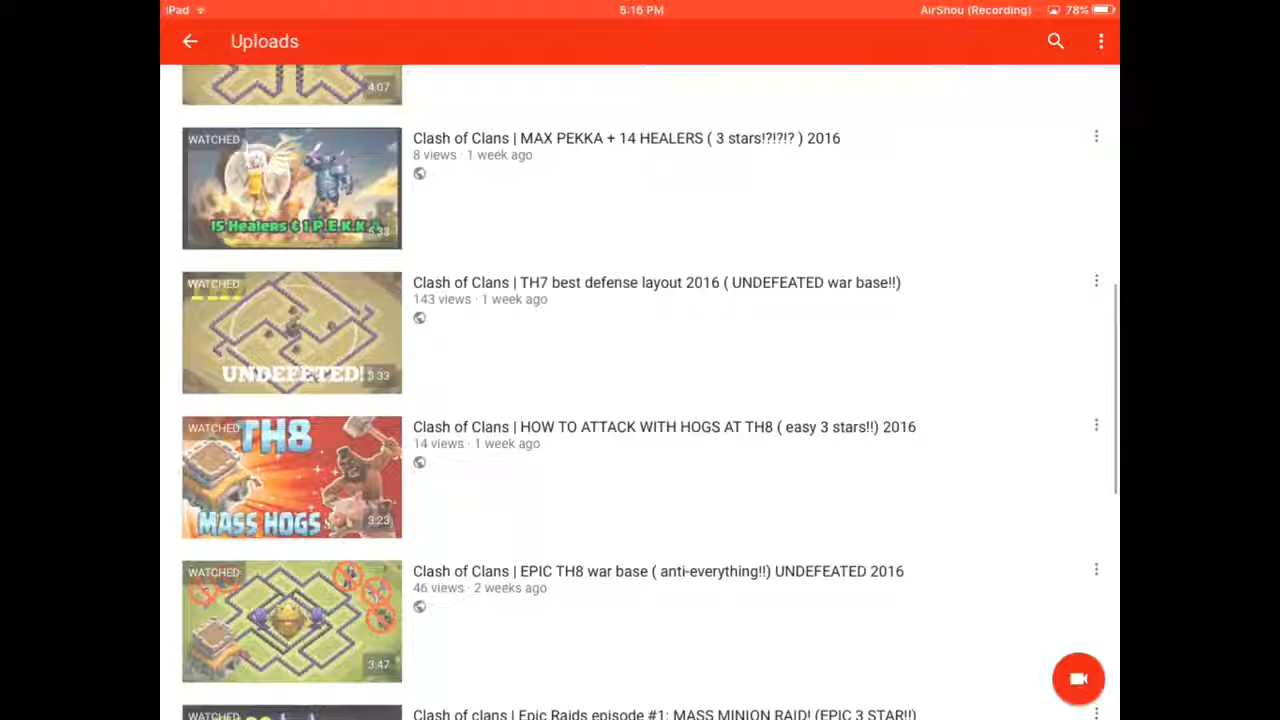 iPad 5:16 PM AirShou (Recording) 78%
Uploads
4:07
WATCHED
15 Healers & 1 P.E.K.K.A
5:33
Clash of Clans | MAX PEKKA + 14 HEALERS ( 3 stars!?!?!? ) 2016
8 views · 1 week ago
WATCHED
UNDEFETED!
3:33
Clash of Clans | TH7 best defense layout 2016 ( UNDEFEATED war base!!)
143 views · 1 week ago
WATCHED
TH8
MASS HOGS
3:23
Clash of Clans | HOW TO ATTACK WITH HOGS AT TH8 ( easy 3 stars!!) 2016
14 views · 1 week ago
WATCHED
3:47
Clash of Clans | EPIC TH8 war base ( anti-everything!!) UNDEFEATED 2016
46 views · 2 weeks ago
WATCHED
Clash of clans | Epic Raids episode #1: MASS MINION RAID! (EPIC 3 STAR!!)